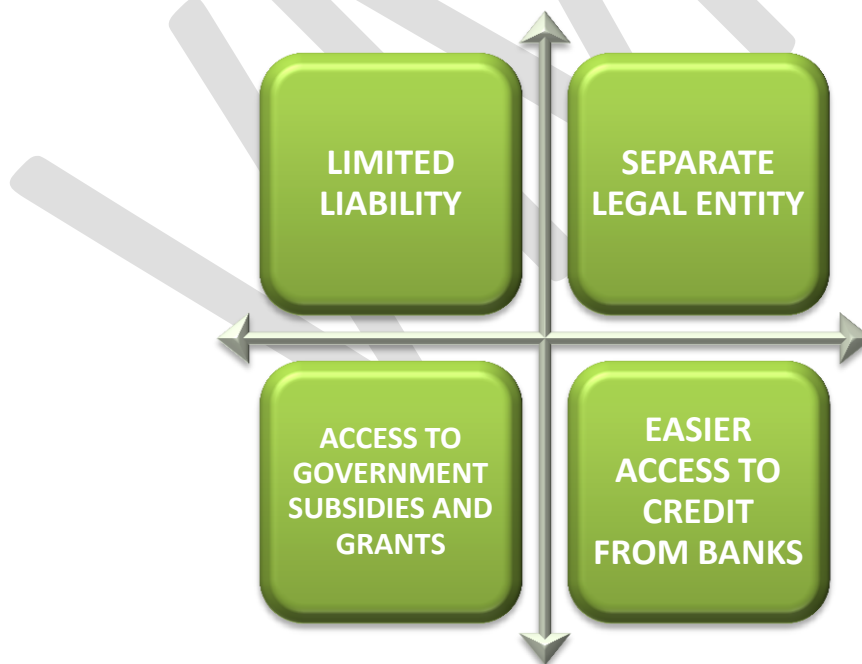 LIMITED
LIABILITY
SEPARATE
LEGAL ENTITY
ACCESS TO
GOVERNMENT
SUBSIDIES AND
GRANTS
EASIER
ACCESS TO
CREDIT
FROM BANKS